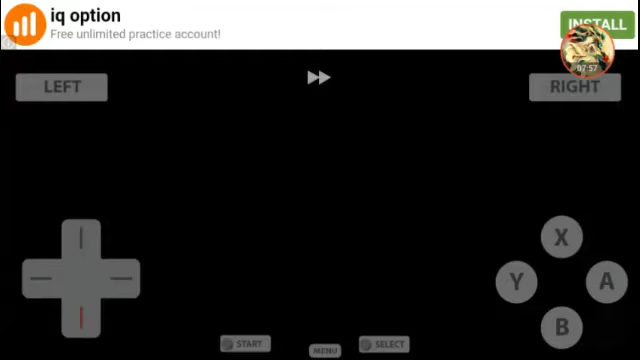 iq option
Free unlimited practice account!
INSTALL
07:57
LEFT
RIGHT
X
Y
A
B
START
MENU
SELECT